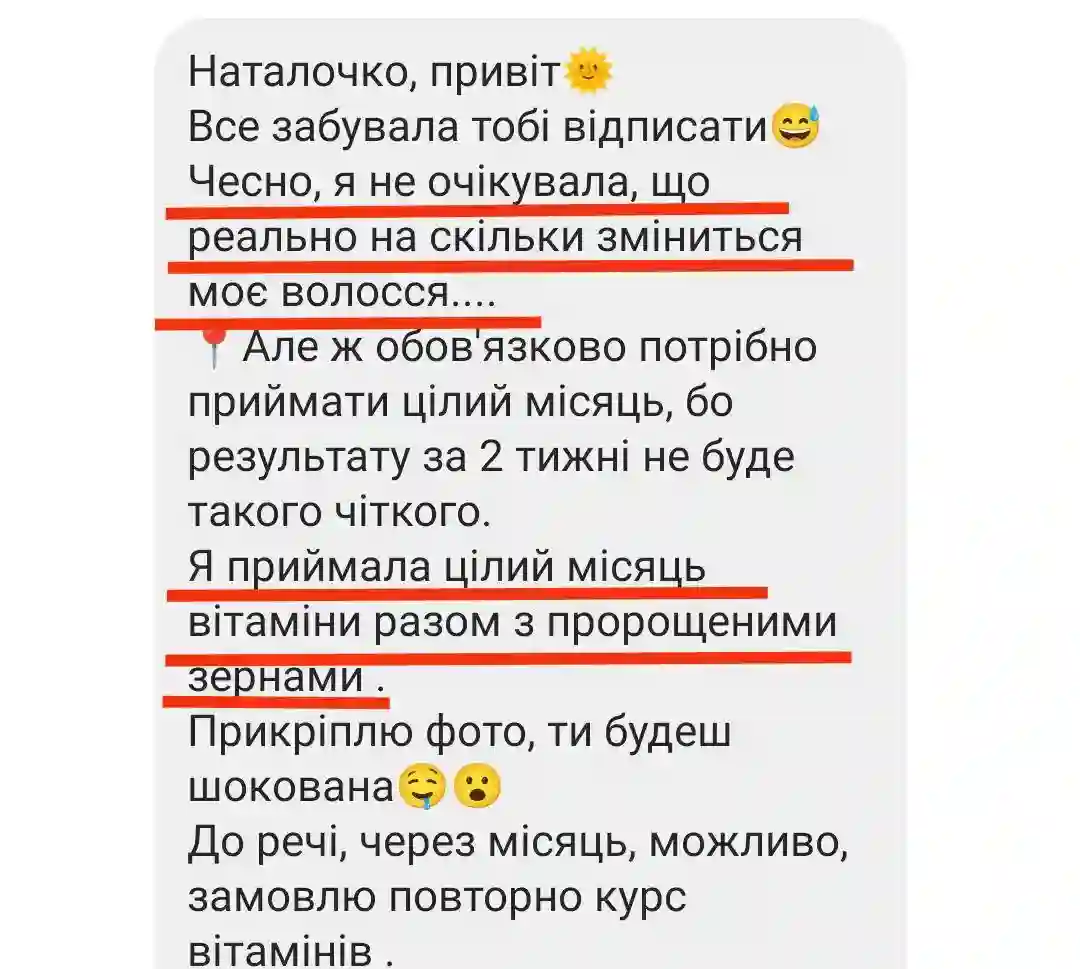 Наталочко, привіт🌞
Все забувала тобі відписати😅
Чесно, я не очікувала, що
реально на скільки зміниться
моє волосся....
📍Але ж обов'язково потрібно
приймати цілий місяць, бо
результату за 2 тижні не буде
такого чіткого.
Я приймала цілий місяць
вітаміни разом з пророщеними
зернами .
Прикріплю фото, ти будеш
шокована🤤😮
До речі, через місяць, можливо,
замовлю повторно курс
вітамінів .